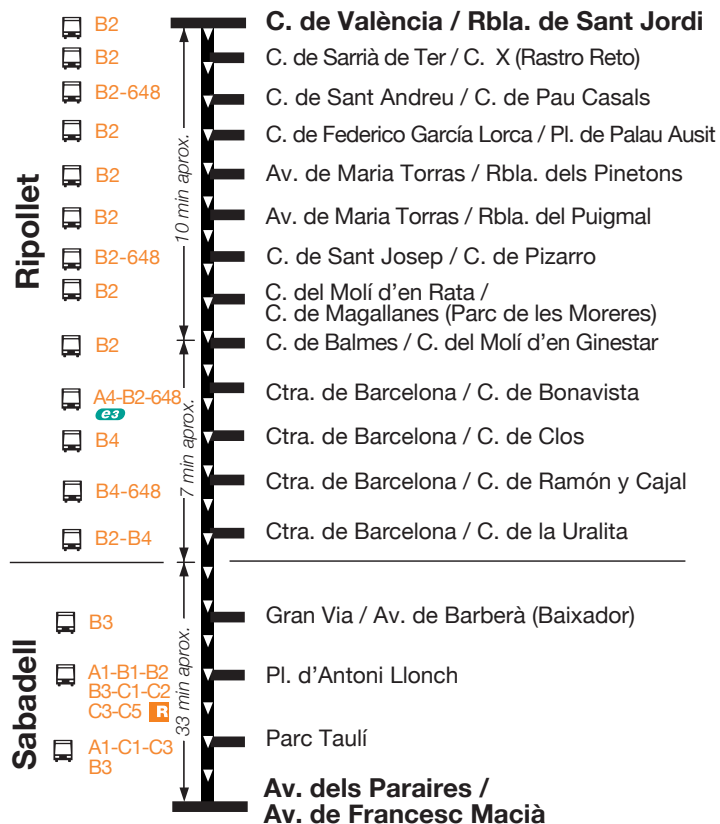 B2 C. de València / Rbla. de Sant Jordi
B2 C. de Sarrià de Ter / C. X (Rastro Reto)
B2-648 C. de Sant Andreu / C. de Pau Casals
B2 C. de Federico García Lorca / Pl. de Palau Ausit
B2 Av. de Maria Torras / Rbla. dels Pinetons
B2 Av. de Maria Torras / Rbla. del Puigmal
B2-648 C. de Sant Josep / C. de Pizarro
B2 C. del Molí d'en Rata /
C. de Magallanes (Parc de les Moreres)
B2 C. de Balmes / C. del Molí d'en Ginestar
A4-B2-648 Ctra. de Barcelona / C. de Bonavista
e3
B4 Ctra. de Barcelona / C. de Clos
B4-648 Ctra. de Barcelona / C. de Ramón y Cajal
B2-B4 Ctra. de Barcelona / C. de la Uralita
Ripollet
10 min aprox.
7 min aprox.
B3 Gran Via / Av. de Barberà (Baixador)
A1-B1-B2 Pl. d'Antoni Llonch
B3-C1-C2
C3-C5 R
A1-C1-C3 Parc Taulí
B3
Av. dels Paraires /
Av. de Francesc Macià
Sabadell
33 min aprox.